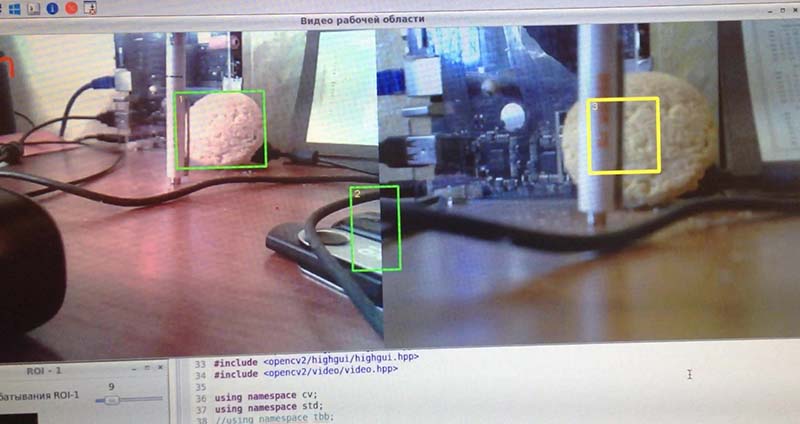 Видео рабочей области
1
3
2
33 #include <opencv2/highgui/highgui.hpp>
34 #include <opencv2/video/video.hpp>
35
36 using namespace cv;
37 using namespace std;
38 //using namespace tbb;
ROI - 1
9
батывания ROI-1